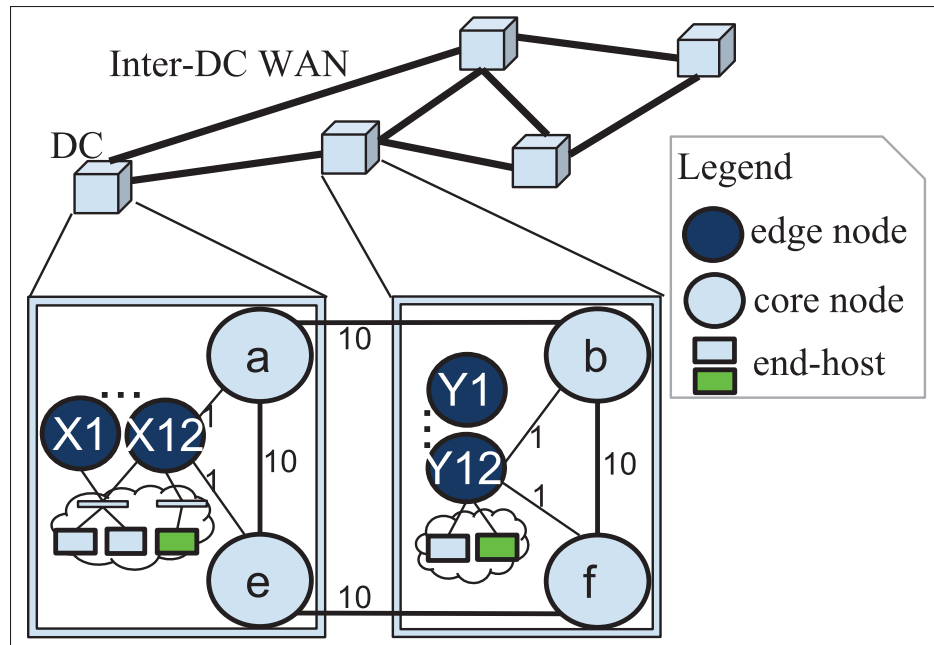 Inter-DC WAN
DC
Legend
edge node
core node
end-host
a
10
b
X1
...
X12
1
1
10
e
Y1
...
Y12
1
1
10
f
10